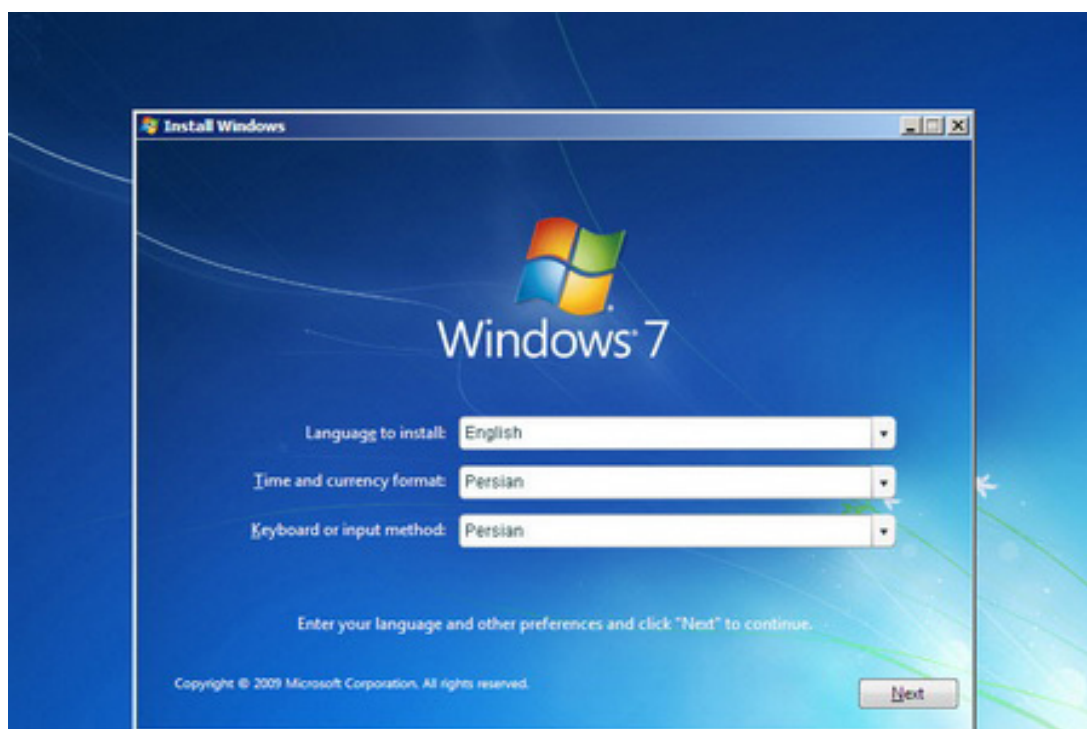 Install Windows
Windows 7
Language to install: English
Time and currency format: Persian
Keyboard or input method: Persian
Enter your language and other preferences and click "Next" to continue.
Copyright © 2009 Microsoft Corporation. All rights reserved.
Next